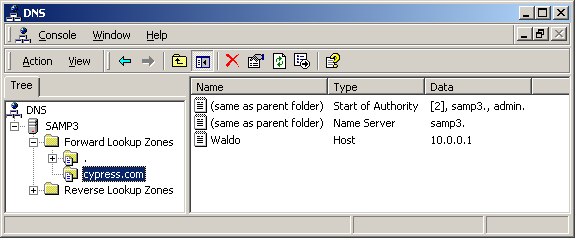 DNS
Console Window Help
Action View
Tree
Name Type Data
DNS
SAMP3
Forward Lookup Zones
.
cypress.com
Reverse Lookup Zones
(same as parent folder) Start of Authority [2], samp3., admin.
(same as parent folder) Name Server samp3.
Waldo Host 10.0.0.1